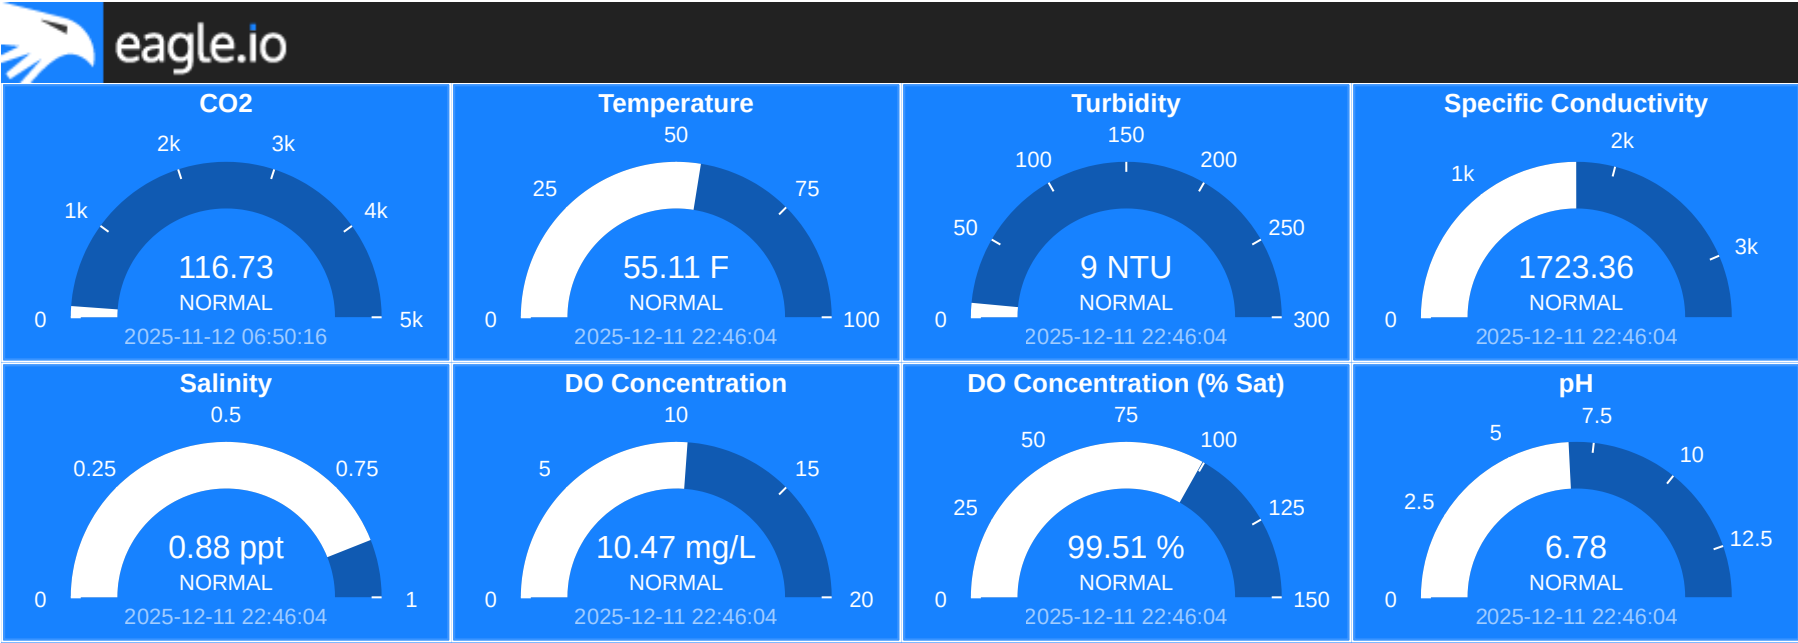 eagle.io
CO2
2k
3k
1k
4k
116.73
NORMAL
0
5k
2025-11-12 06:50:16
Temperature
50
25
75
55.11 F
NORMAL
0
100
2025-12-11 22:46:04
Turbidity
150
100
200
50
250
9 NTU
NORMAL
0
300
2025-12-11 22:46:04
Specific Conductivity
2k
1k
3k
1723.36
NORMAL
0
2025-12-11 22:46:04
Salinity
0.5
0.25
0.75
0.88 ppt
NORMAL
0
1
2025-12-11 22:46:04
DO Concentration
10
5
15
10.47 mg/L
NORMAL
0
20
2025-12-11 22:46:04
DO Concentration (% Sat)
75
50
100
25
125
99.51 %
NORMAL
0
150
2025-12-11 22:46:04
pH
7.5
5
10
2.5
12.5
6.78
NORMAL
0
2025-12-11 22:46:04